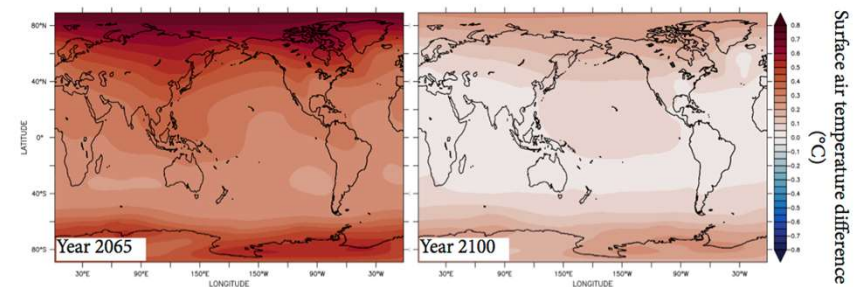 80°N
40°N
0°
40°S
80°S
LATITUDE
Year 2065
30°E 90°E 150°E 150°W 90°W 30°W
LONGITUDE
Year 2100
30°E 90°E 150°E 150°W 90°W 30°W
LONGITUDE
0.8
0.7
0.6
0.5
0.4
0.3
0.2
0.1
0.0
-0.1
-0.2
-0.3
-0.4
-0.5
-0.6
-0.7
-0.8
Surface air temperature difference
(°C)